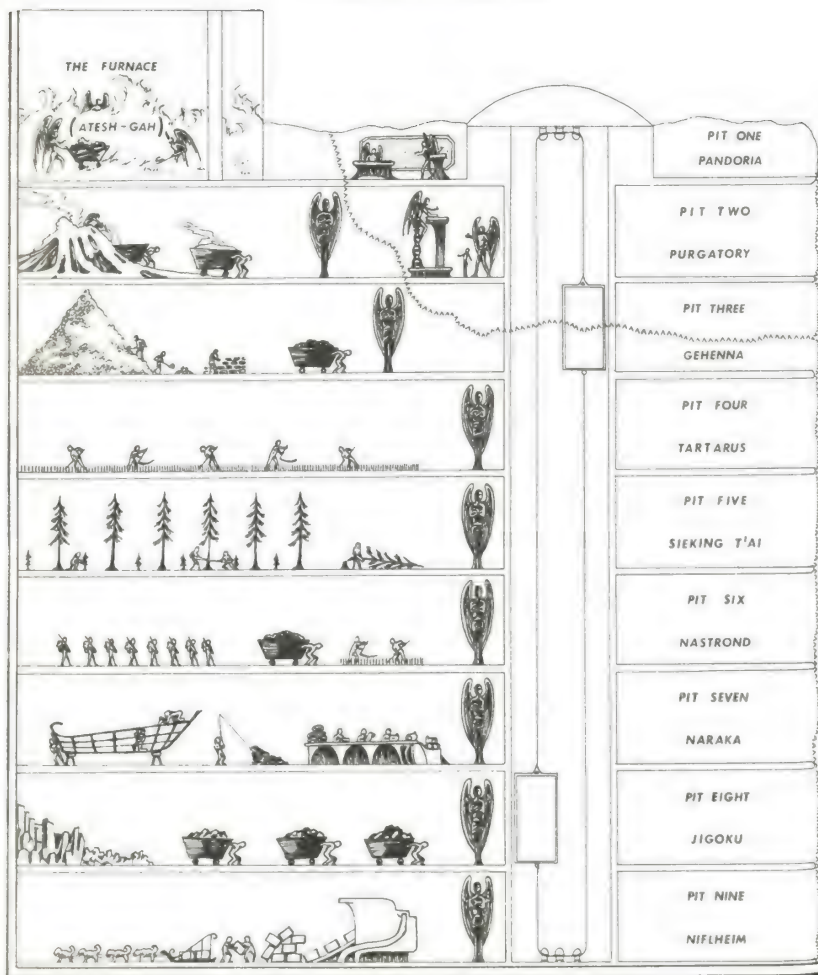 THE FURNACE
(ATESH-GAH)
PIT ONE
PANDORIA
PIT TWO
PURGATORY
PIT THREE
GEHENNA
PIT FOUR
TARTARUS
PIT FIVE
SIEKING T'AI
PIT SIX
NASTROND
PIT SEVEN
NARAKA
PIT EIGHT
JIGOKU
PIT NINE
NIFLHEIM